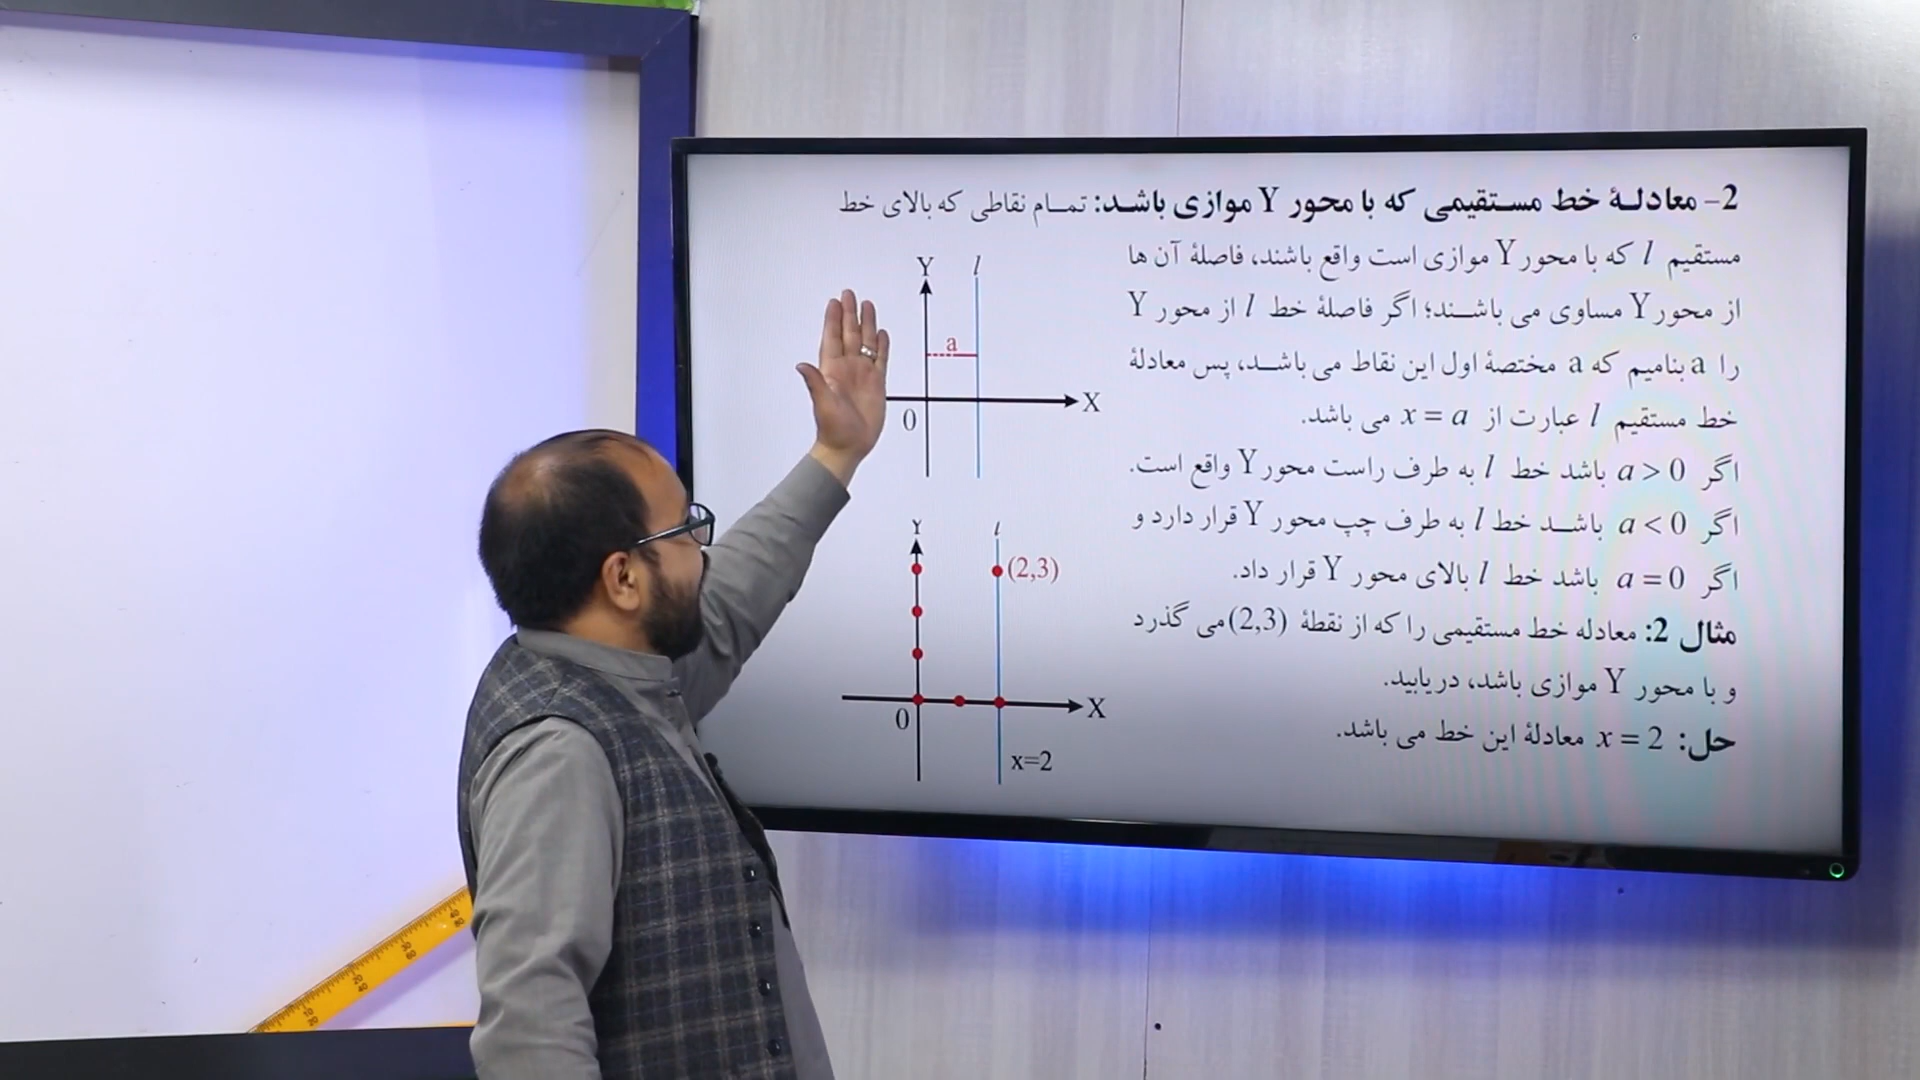 2- معادلۀ خط مستقیمی که با محور Y موازی باشد: تمام نقاطی که بالای خط
مستقیم l که با محور Y موازی است واقع باشند، فاصلۀ آن ها
از محور Y مساوی می باشند؛ اگر فاصلۀ خط l از محور Y
را a بنامیم که a مختصۀ اول این نقاط می باشد، پس معادلۀ
خط مستقیم l عبارت از x = a می باشد.
اگر a > 0 باشد خط l به طرف راست محور Y واقع است.
اگر a < 0 باشد خط l به طرف چپ محور Y قرار دارد و
اگر a = 0 باشد خط l بالای محور Y قرار داد.
مثال 2: معادله خط مستقیمی را که از نقطۀ (2,3) می گذرد
و با محور Y موازی باشد، دریابید.
حل: x = 2 معادلۀ این خط می باشد.
Y l
a
X
0
Y l
(2,3)
X
0
x=2